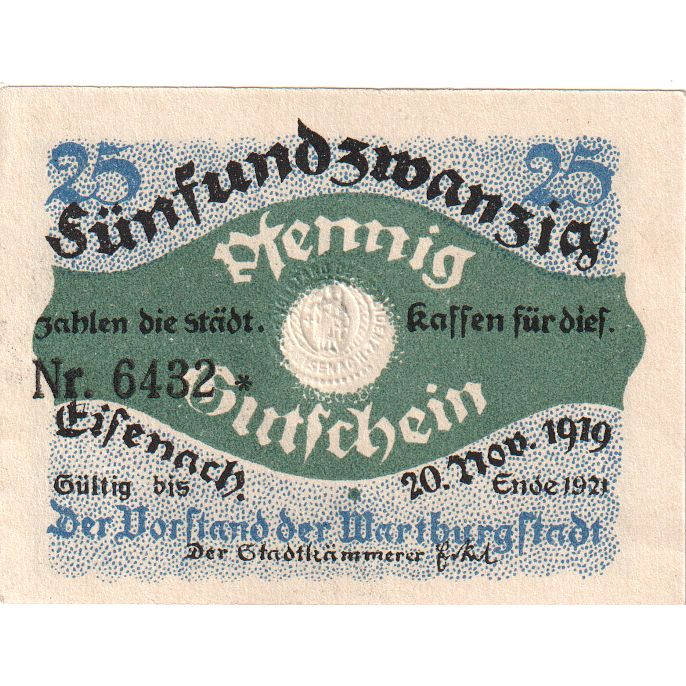 25 25
Fünfundzwanzig
Pfennig
zahlen die städt. Kassen für dies.
Nr. 6432 *
Gutschein
Eisenach. 20. Nov. 1919
Gültig bis Ende 1921
Der Vorstand der Wartburgstadt
Der Stadtkämmerer